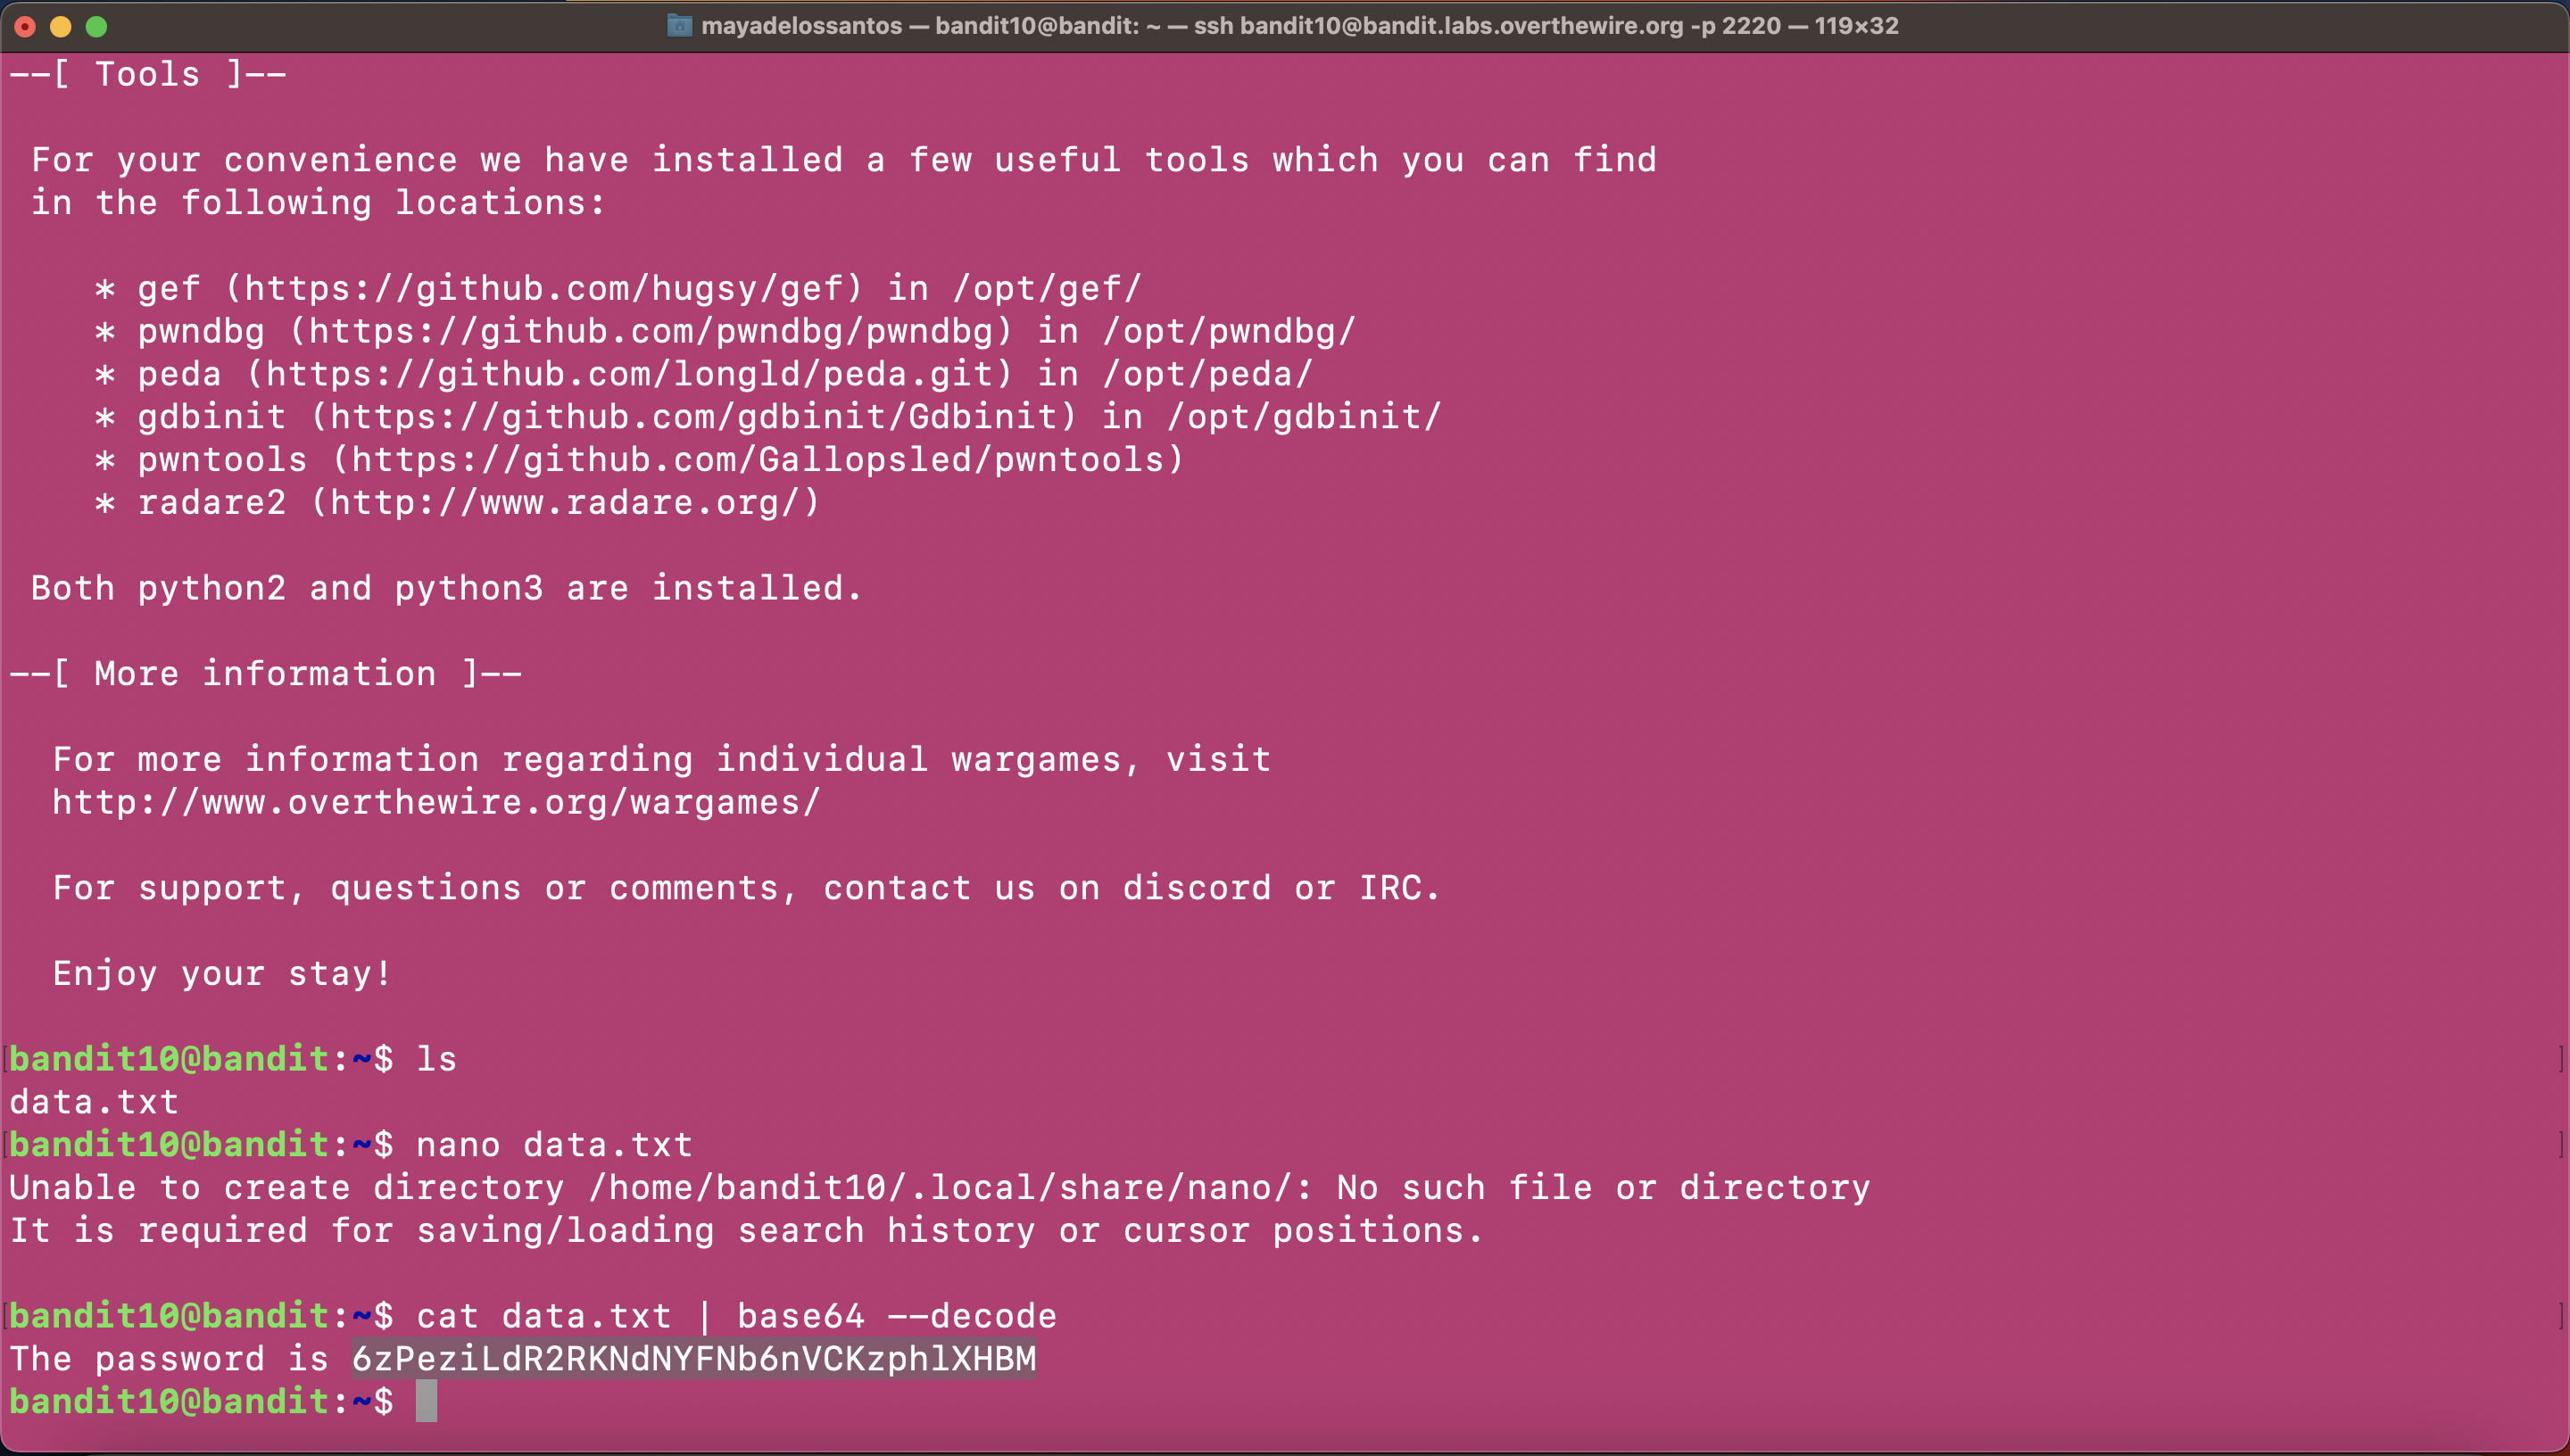 mayadelossantos — bandit10@bandit: ~ — ssh bandit10@bandit.labs.overthewire.org -p 2220 — 119×32
--[ Tools ]--
For your convenience we have installed a few useful tools which you can find
in the following locations:
* gef (https://github.com/hugsy/gef) in /opt/gef/
* pwndbg (https://github.com/pwndbg/pwndbg) in /opt/pwndbg/
* peda (https://github.com/longld/peda.git) in /opt/peda/
* gdbinit (https://github.com/gdbinit/Gdbinit) in /opt/gdbinit/
* pwntools (https://github.com/Gallopsled/pwntools)
* radare2 (http://www.radare.org/)
Both python2 and python3 are installed.
--[ More information ]--
For more information regarding individual wargames, visit
http://www.overthewire.org/wargames/
For support, questions or comments, contact us on discord or IRC.
Enjoy your stay!
bandit10@bandit:~$ ls
data.txt
bandit10@bandit:~$ nano data.txt
Unable to create directory /home/bandit10/.local/share/nano/: No such file or directory
It is required for saving/loading search history or cursor positions.
bandit10@bandit:~$ cat data.txt | base64 --decode
The password is 6zPeziLdR2RKNdNYFNb6nVCKzphlXHBM
bandit10@bandit:~$